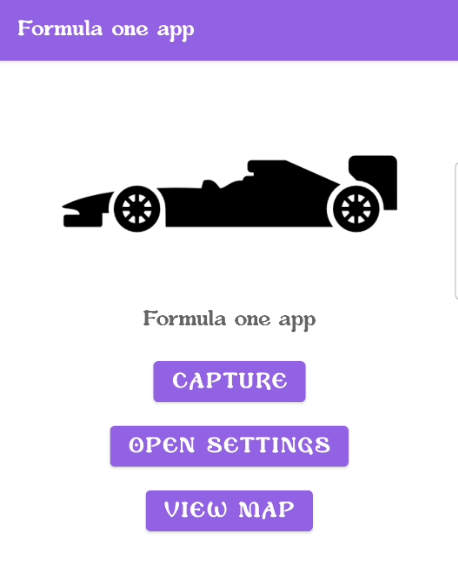 Formula one app
Formula one app
CAPTURE
OPEN SETTINGS
VIEW MAP